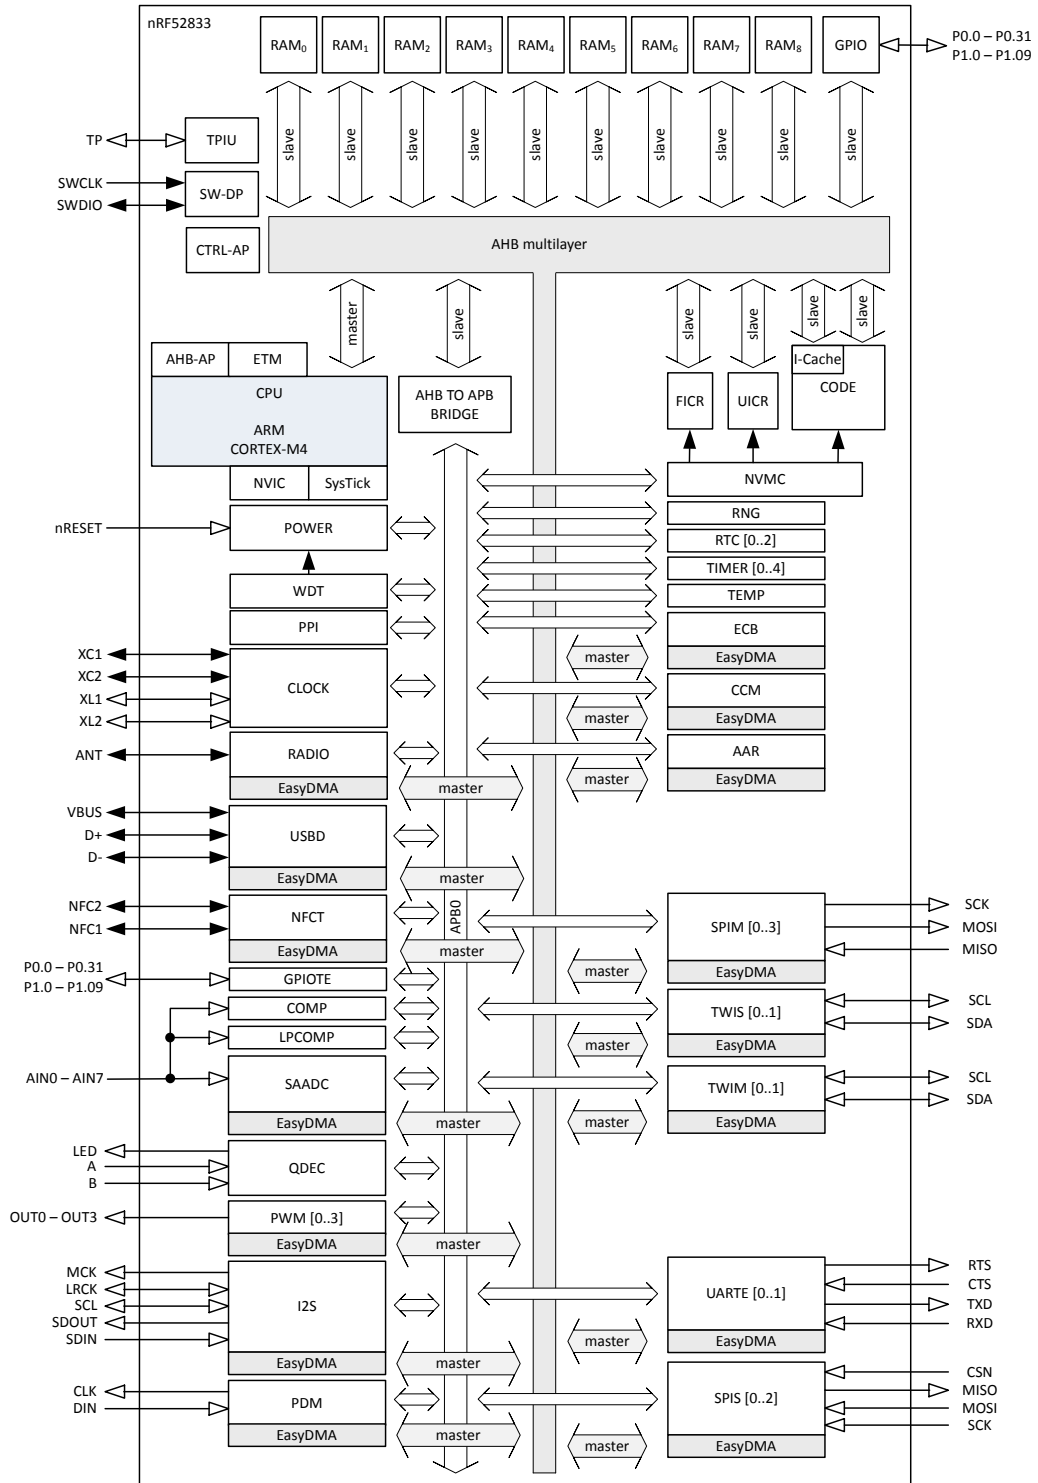 nRF52833
RAM0 RAM1 RAM2 RAM3 RAM4 RAM5 RAM6 RAM7 RAM8 GPIO
P0.0 – P0.31
P1.0 – P1.09
slave slave slave slave slave slave slave slave slave slave
TP TPIU
SWCLK
SWDIO
SW-DP
CTRL-AP
AHB multilayer
master slave slave slave slave slave
AHB-AP ETM
CPU
ARM
CORTEX-M4
NVIC SysTick
AHB TO APB
BRIDGE
FICR UICR
I-Cache
CODE
NVMC
nRESET POWER
WDT
PPI
RNG
RTC [0..2]
TIMER [0..4]
TEMP
ECB
master EasyDMA
CCM
master EasyDMA
AAR
master EasyDMA
XC1
XC2
XL1
XL2
CLOCK
ANT RADIO
EasyDMA master
VBUS
D+
D-
USBD
EasyDMA master
APB0
NFC2
NFC1
NFCT
EasyDMA master
P0.0 – P0.31
P1.0 – P1.09
GPIOTE
COMP
LPCOMP
AIN0 – AIN7 SAADC
EasyDMA master
LED
A
B
QDEC
OUT0 – OUT3 PWM [0..3]
EasyDMA master
MCK
LRCK
SCL
SDOUT
SDIN
I2S
EasyDMA master
CLK
DIN
PDM
EasyDMA master
SPIM [0..3]
SCK
MOSI
MISO
master EasyDMA
TWIS [0..1]
SCL
SDA
master EasyDMA
TWIM [0..1]
SCL
SDA
master EasyDMA
UARTE [0..1]
RTS
CTS
TXD
RXD
master EasyDMA
SPIS [0..2]
CSN
MISO
MOSI
SCK
master EasyDMA